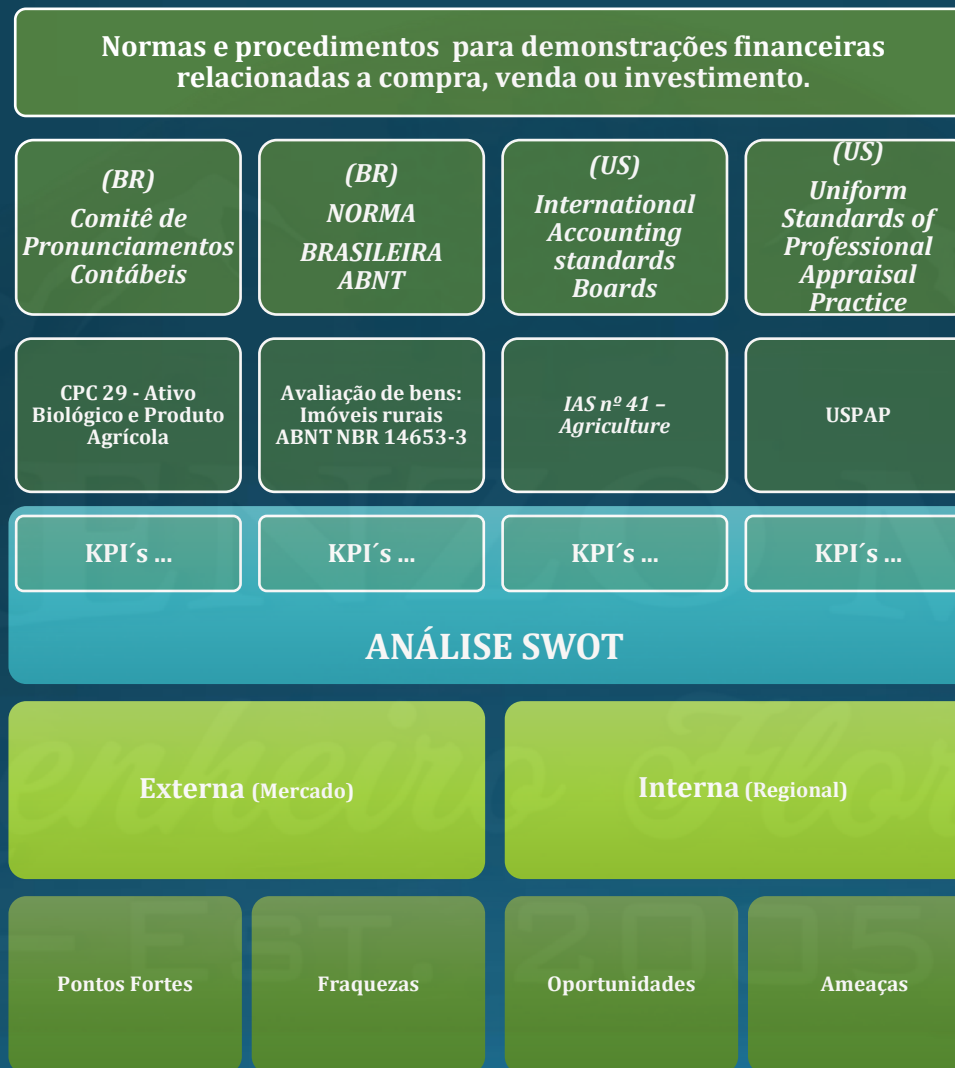 Normas e procedimentos para demonstrações financeiras
relacionadas a compra, venda ou investimento.
(BR)
Comitê de
Pronunciamentos
Contábeis
(BR)
NORMA
BRASILEIRA
ABNT
(US)
International
Accounting
standards
Boards
(US)
Uniform
Standards of
Professional
Appraisal
Practice
CPC 29 - Ativo
Biológico e Produto
Agrícola
Avaliação de bens:
Imóveis rurais
ABNT NBR 14653-3
IAS nº 41 –
Agriculture
USPAP
KPI´s ...
KPI´s ...
KPI´s ...
KPI´s ...
ANÁLISE SWOT
Externa (Mercado)
Interna (Regional)
Pontos Fortes
Fraquezas
Oportunidades
Ameaças
EST. 2005